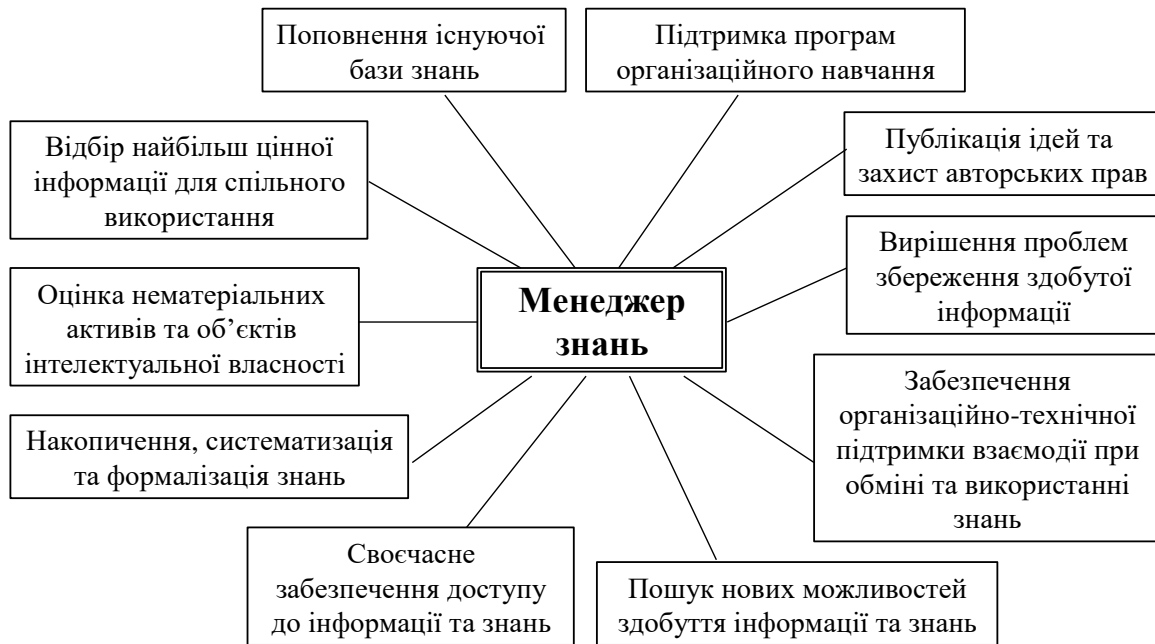 Поповнення існуючої
бази знань
Підтримка програм
організаційного навчання
Відбір найбільш цінної
інформації для спільного
використання
Публікація ідей та
захист авторських прав
Вирішення проблем
збереження здобутої
інформації
Оцінка нематеріальних
активів та об’єктів
інтелектуальної власності
Менеджер
знань
Забезпечення
організаційно-технічної
підтримки взаємодії при
обміні та використанні
знань
Накопичення, систематизація
та формалізація знань
Своєчасне
забезпечення доступу
до інформації та знань
Пошук нових можливостей
здобуття інформації та знань